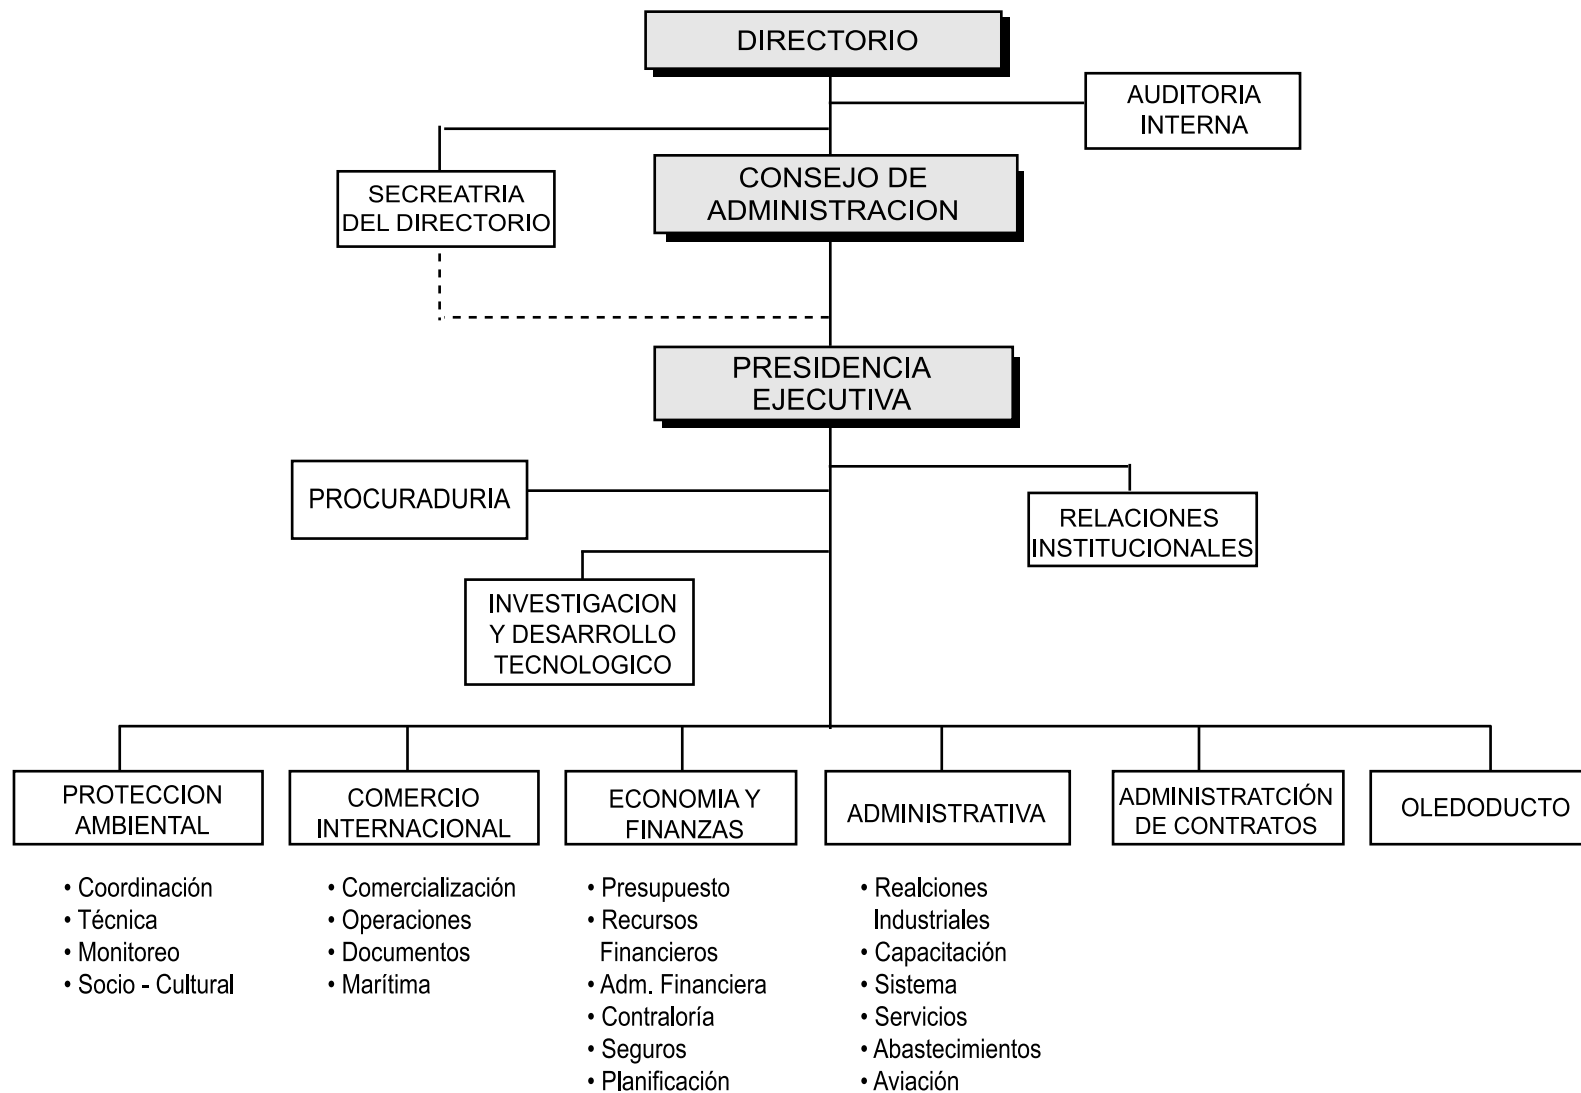 DIRECTORIO
AUDITORIA
INTERNA
SECREATRIA
DEL DIRECTORIO
CONSEJO DE
ADMINISTRACION
PRESIDENCIA
EJECUTIVA
PROCURADURIA
RELACIONES
INSTITUCIONALES
INVESTIGACION
Y DESARROLLO
TECNOLOGICO
PROTECCION
AMBIENTAL
• Coordinación
• Técnica
• Monitoreo
• Socio - Cultural
COMERCIO
INTERNACIONAL
• Comercialización
• Operaciones
• Documentos
• Marítima
ECONOMIA Y
FINANZAS
• Presupuesto
• Recursos
Financieros
• Adm. Financiera
• Contraloría
• Seguros
• Planificación
ADMINISTRATIVA
• Realciones
Industriales
• Capacitación
• Sistema
• Servicios
• Abastecimientos
• Aviación
ADMINISTRATCIÓN
DE CONTRATOS
OLEDODUCTO